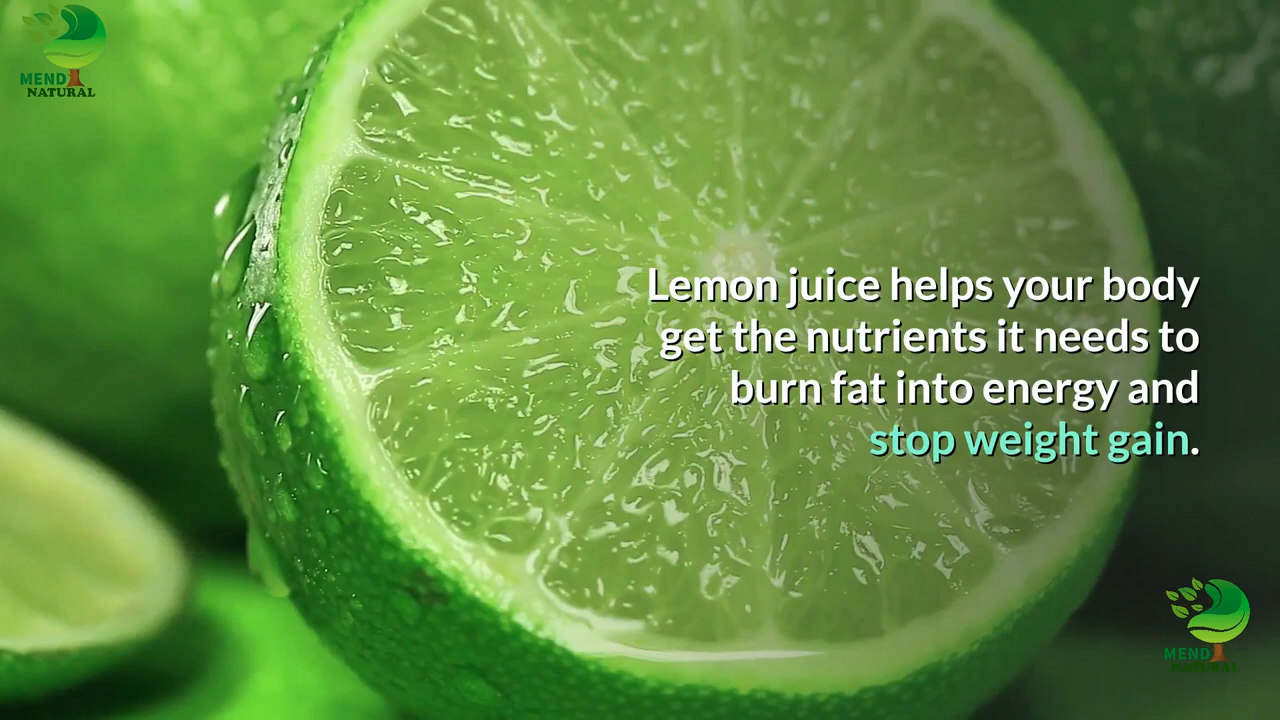 MEND
NATURAL
Lemon juice helps your body
get the nutrients it needs to
burn fat into energy and
stop weight gain.
MEND
NATURAL